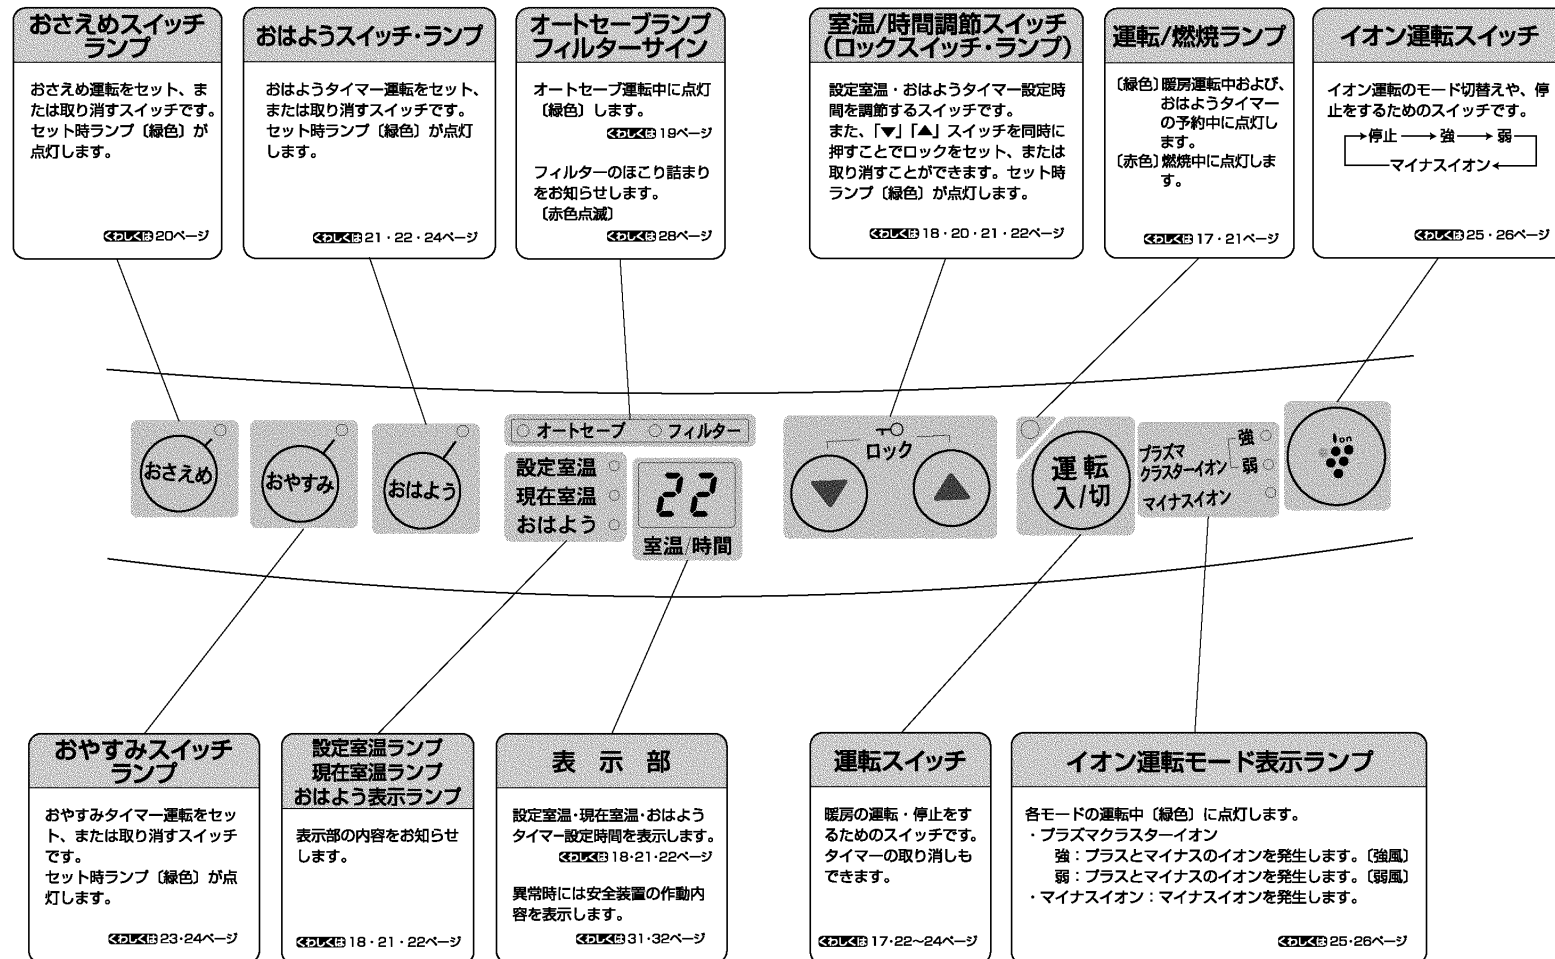 おさえめスイッチ
ランプ
おさえめ運転をセット、ま
たは取り消すスイッチです。
セット時ランプ〔緑色〕が
点灯します。
くわしくは 20ページ
おはようスイッチ・ランプ
おはようタイマー運転をセット、
または取り消すスイッチです。
セット時ランプ〔緑色〕が点灯
します。
くわしくは 21・22・24ページ
オートセーブランプ
フィルターサイン
オートセーブ運転中に点灯
〔緑色〕します。
くわしくは 19ページ
フィルターのほこり詰まり
をお知らせします。
〔赤色点滅〕
くわしくは 28ページ
室温/時間調節スイッチ
(ロックスイッチ・ランプ)
設定室温・おはようタイマー設定時
間を調節するスイッチです。
また、「▼」「▲」スイッチを同時に
押すことでロックをセット、または
取り消すことができます。セット時
ランプ〔緑色〕が点灯します。
くわしくは 18・20・21・22ページ
運転/燃焼ランプ
〔緑色〕暖房運転中および、
おはようタイマー
の予約中に点灯し
ます。
〔赤色〕燃焼中に点灯しま
す。
くわしくは 17・21ページ
イオン運転スイッチ
イオン運転のモード切替えや、停
止をするためのスイッチです。
停止→強→弱
マイナスイオン←
くわしくは 25・26ページ
おさえめ
おやすみ
おはよう
オートセーブ フィルター
設定室温
現在室温
おはよう
22
室温/時間
ロック
▼ ▲
運転
入/切
プラズマ
クラスターイオン
強
弱
マイナスイオン
Ion
おやすみスイッチ
ランプ
おやすみタイマー運転をセッ
ト、または取り消すスイッチ
です。
セット時ランプ〔緑色〕が点
灯します。
くわしくは 23・24ページ
設定室温ランプ
現在室温ランプ
おはよう表示ランプ
表示部の内容をお知らせ
します。
くわしくは 18・21・22ページ
表 示 部
設定室温・現在室温・おはよう
タイマー設定時間を表示します。
くわしくは 18・21・22ページ
異常時には安全装置の作動内
容を表示します。
くわしくは 31・32ページ
運転スイッチ
暖房の運転・停止をす
るためのスイッチです。
タイマーの取り消しも
できます。
くわしくは 17・22〜24ページ
イオン運転モード表示ランプ
各モードの運転中〔緑色〕に点灯します。
・プラズマクラスターイオン
強：プラスとマイナスのイオンを発生します。〔強風〕
弱：プラスとマイナスのイオンを発生します。〔弱風〕
・マイナスイオン：マイナスイオンを発生します。
くわしくは 25・26ページ